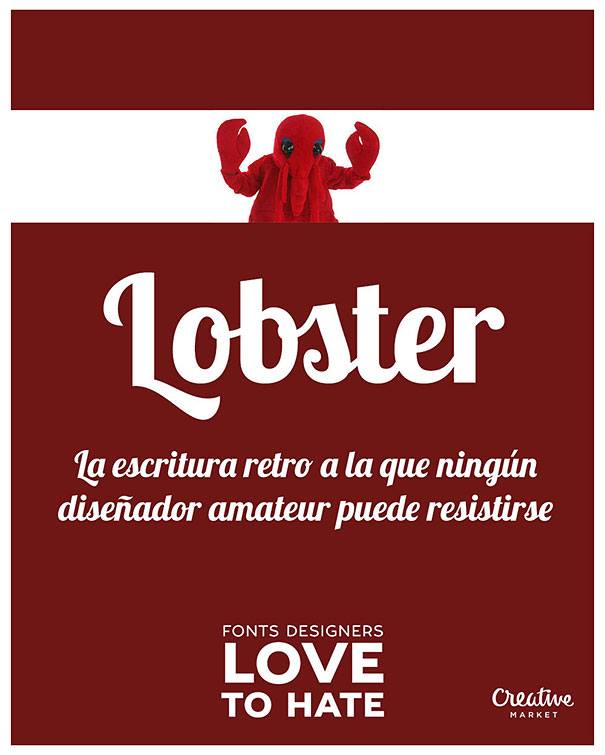 Lobster
La escritura retro a la que ningún
diseñador amateur puede resistirse
FONTS DESIGNERS
LOVE
TO HATE
Creative
MARKET